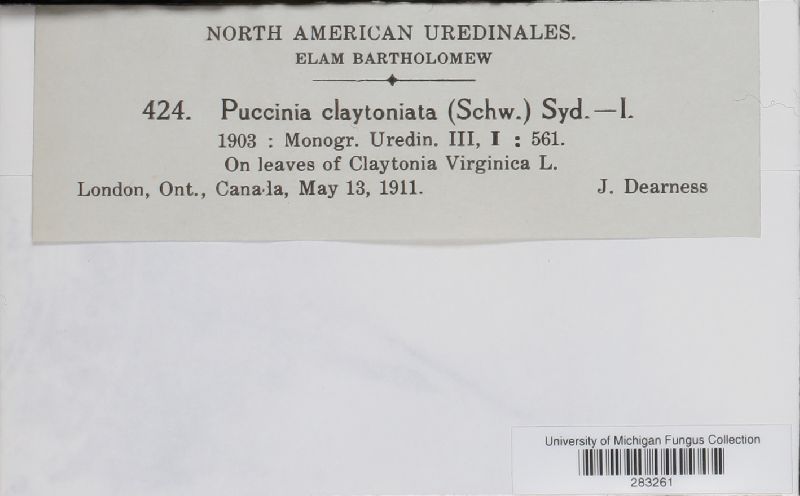 NORTH AMERICAN UREDINALES.
ELAM BARTHOLOMEW
424. Puccinia claytoniata (Schw.) Syd.—I.
1903 : Monogr. Uredin. III, I : 561.
On leaves of Claytonia Virginica L.
London, Ont., Canada, May 13, 1911. J. Dearness
University of Michigan Fungus Collection
283261